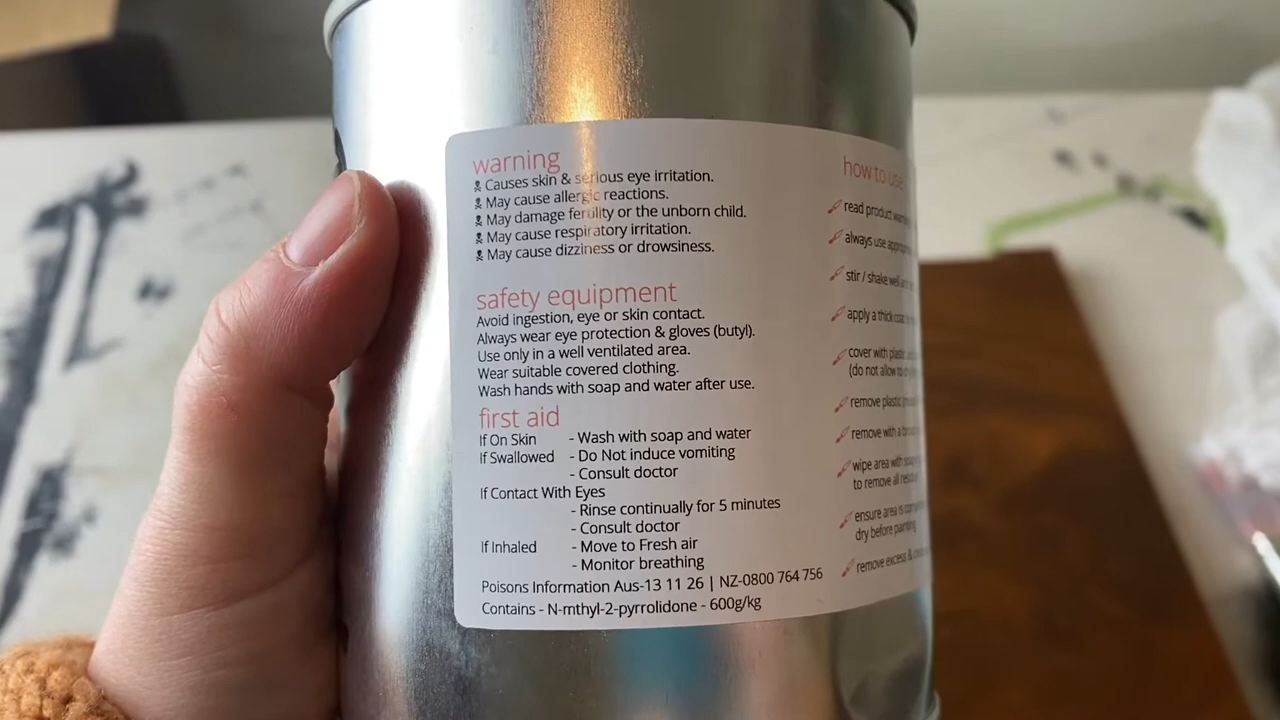 warning
Causes skin & serious eye irritation.
May cause allergic reactions.
May damage fertility or the unborn child.
May cause respiratory irritation.
May cause dizziness or drowsiness.
safety equipment
Avoid ingestion, eye or skin contact.
Always wear eye protection & gloves (butyl).
Use only in a well ventilated area.
Wear suitable covered clothing.
Wash hands with soap and water after use.
first aid
If On Skin - Wash with soap and water
If Swallowed - Do Not induce vomiting
- Consult doctor
If Contact With Eyes
- Rinse continually for 5 minutes
- Consult doctor
If Inhaled - Move to Fresh air
- Monitor breathing
Poisons Information Aus-13 11 26 | NZ-0800 764 756
Contains - N-mthyl-2-pyrrolidone - 600g/kg
how to use
read product
always use
stir / shake well
apply a thick
cover with
(do not allow to
remove plastic
remove with a
wipe area with
to remove all
ensure area is
dry before painting
remove excess &